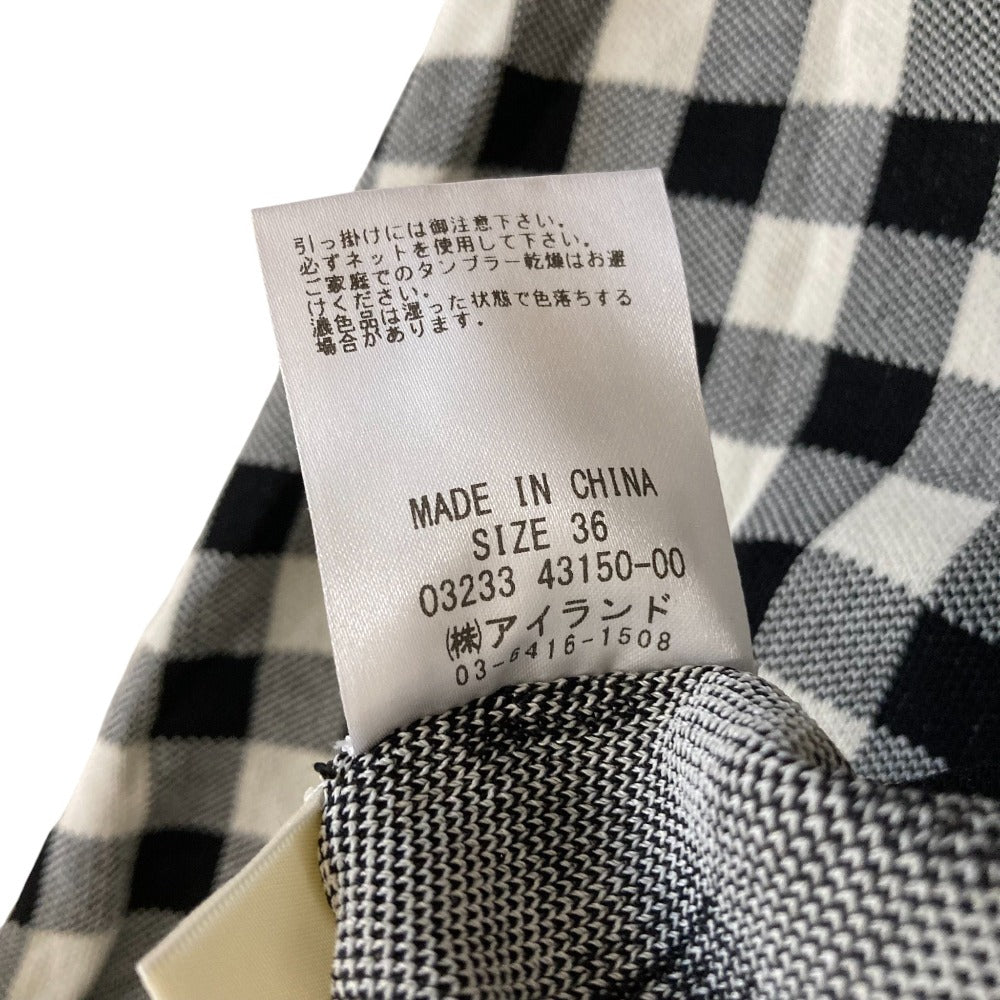 引っ掛けには御注意下さい.
必ずネットを使用して下さい.
ご家庭でのタンブラー乾燥はお避
けください.
濃色品は湿った状態で色落ちする
場合があります.
MADE IN CHINA
SIZE 36
03233 43150-00
㈱アイランド
03-6416-1508